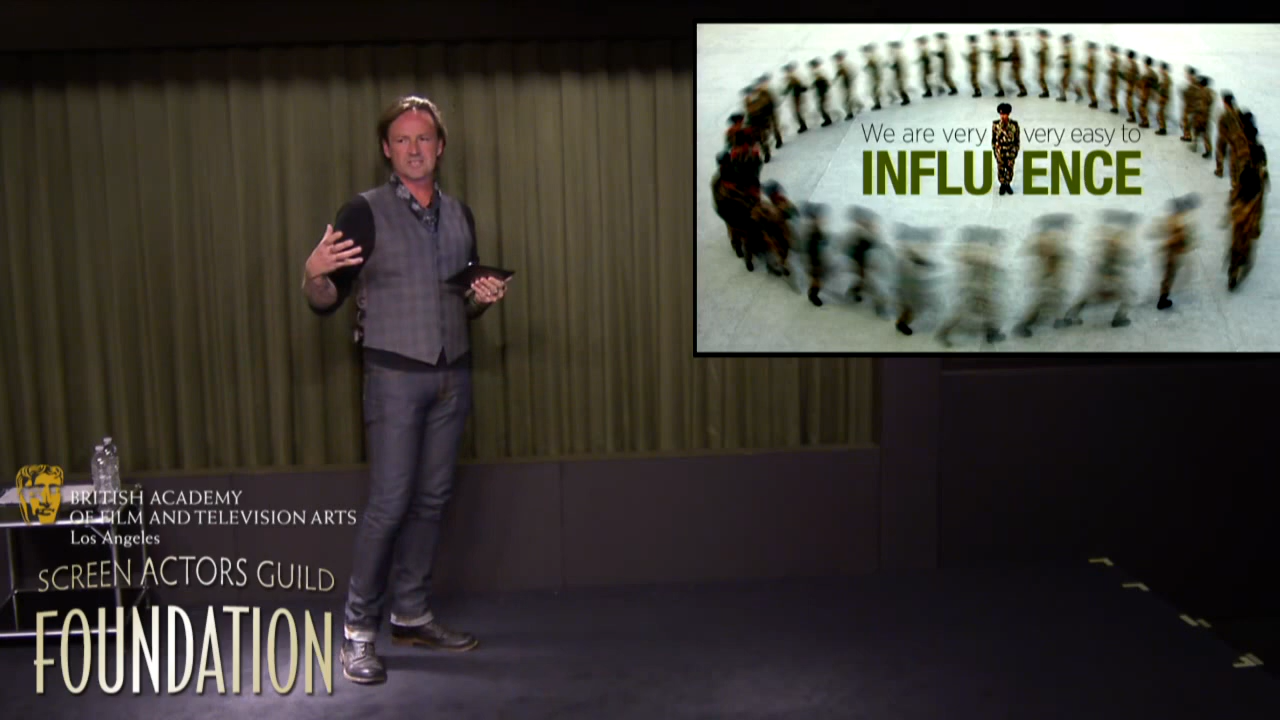 We are very very easy to
INFLUENCE
BRITISH ACADEMY
OF FILM AND TELEVISION ARTS
Los Angeles
SCREEN ACTORS GUILD
FOUNDATION